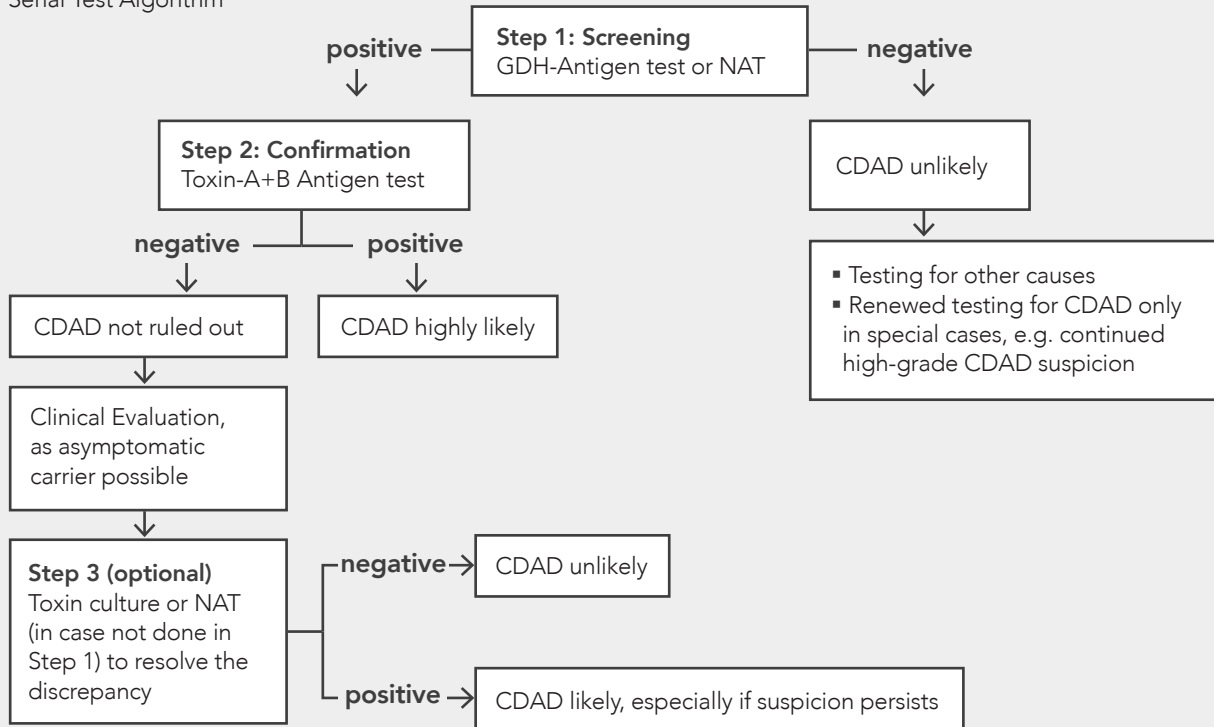 Serial Test Algorithm
Step 1: Screening
GDH-Antigen test or NAT
positive
negative
Step 2: Confirmation
Toxin-A+B Antigen test
CDAD unlikely
negative
positive
▪ Testing for other causes
▪ Renewed testing for CDAD only
in special cases, e.g. continued
high-grade CDAD suspicion
CDAD not ruled out
CDAD highly likely
Clinical Evaluation,
as asymptomatic
carrier possible
Step 3 (optional)
Toxin culture or NAT
(in case not done in
Step 1) to resolve the
discrepancy
negative
CDAD unlikely
positive
CDAD likely, especially if suspicion persists